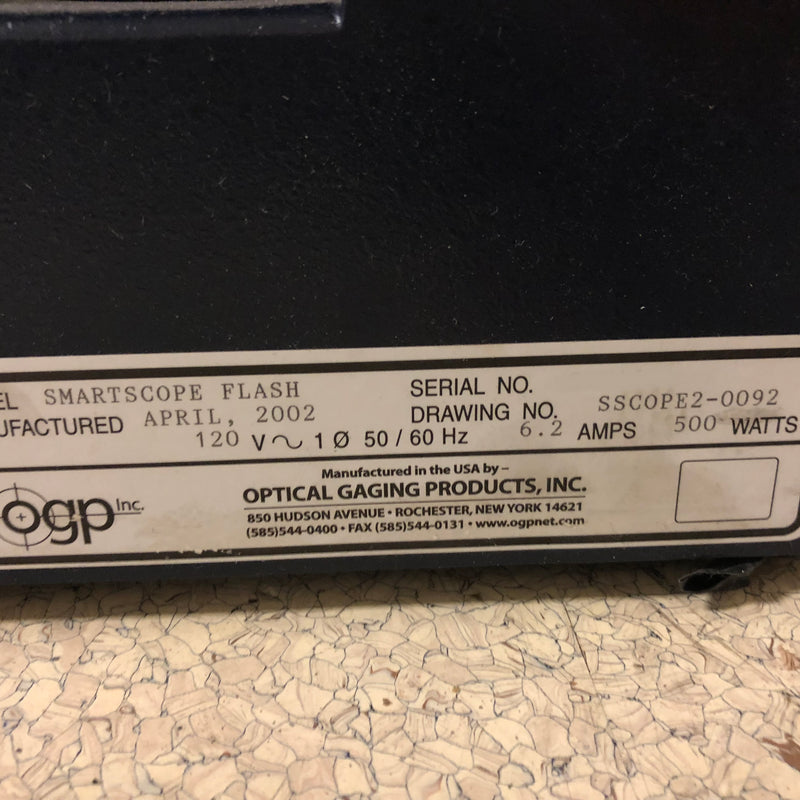 EL SMARTSCOPE FLASH SERIAL NO. SSCOPE2-0092
UFACTURED APRIL, 2002 DRAWING NO.
120 V ~ 1 Ø 50 / 60 Hz 6.2 AMPS 500 WATTS
ogp Inc.
Manufactured in the USA by –
OPTICAL GAGING PRODUCTS, INC.
850 HUDSON AVENUE • ROCHESTER, NEW YORK 14621
(585)544-0400 • FAX (585)544-0131 • www.ogpnet.com